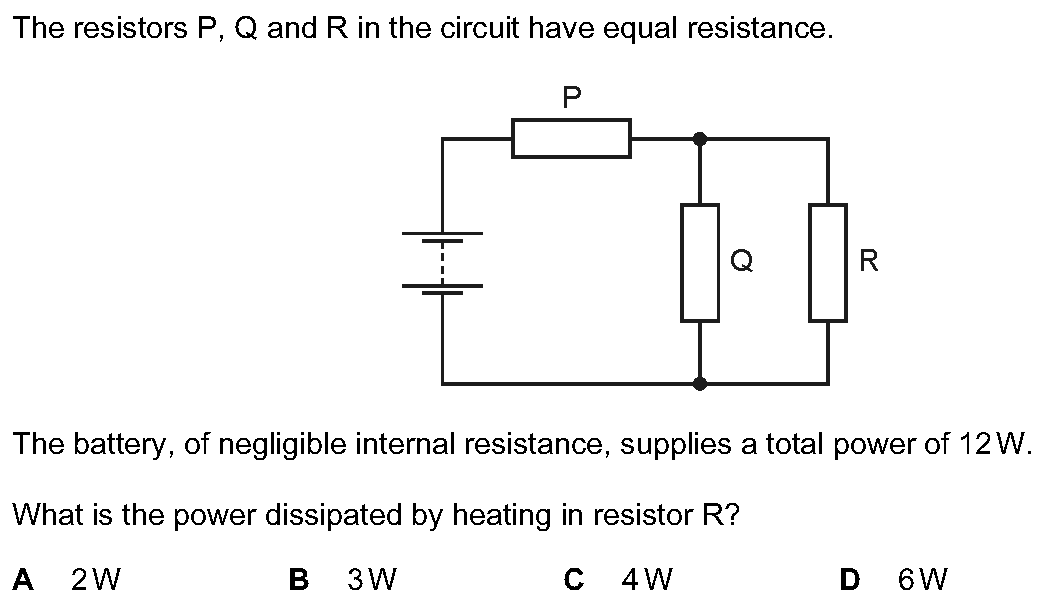 The resistors P, Q and R in the circuit have equal resistance.
P
Q
R
The battery, of negligible internal resistance, supplies a total power of 12 W.
What is the power dissipated by heating in resistor R?
A 2 W B 3 W C 4 W D 6 W